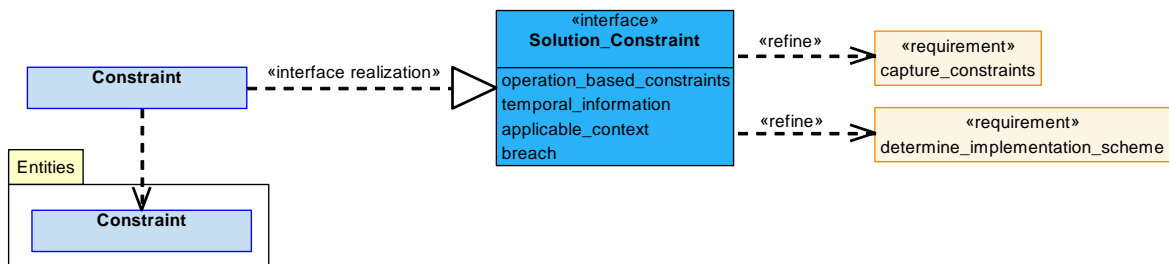 «interface»
Solution_Constraint
operation_based_constraints
temporal_information
applicable_context
breach
Constraint
«interface realization»
«refine»
«requirement»
capture_constraints
«refine»
«requirement»
determine_implementation_scheme
Entities
Constraint